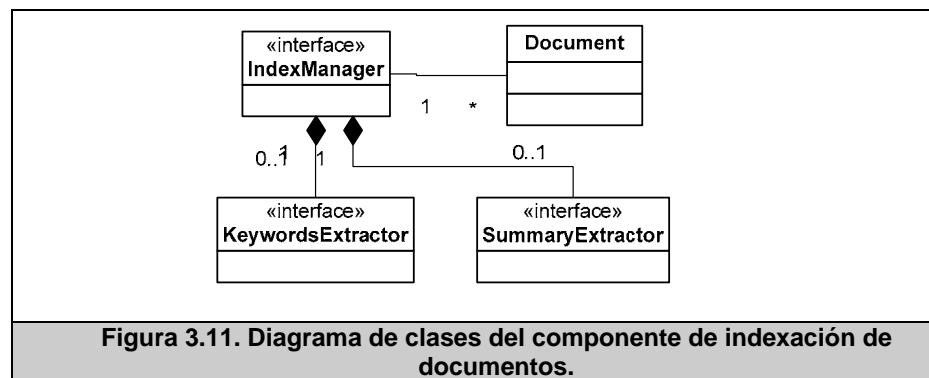 «interface»
IndexManager
Document
1 *
0..1 1 1 0..1
«interface»
KeywordsExtractor
«interface»
SummaryExtractor
Figura 3.11. Diagrama de clases del componente de indexación de
documentos.